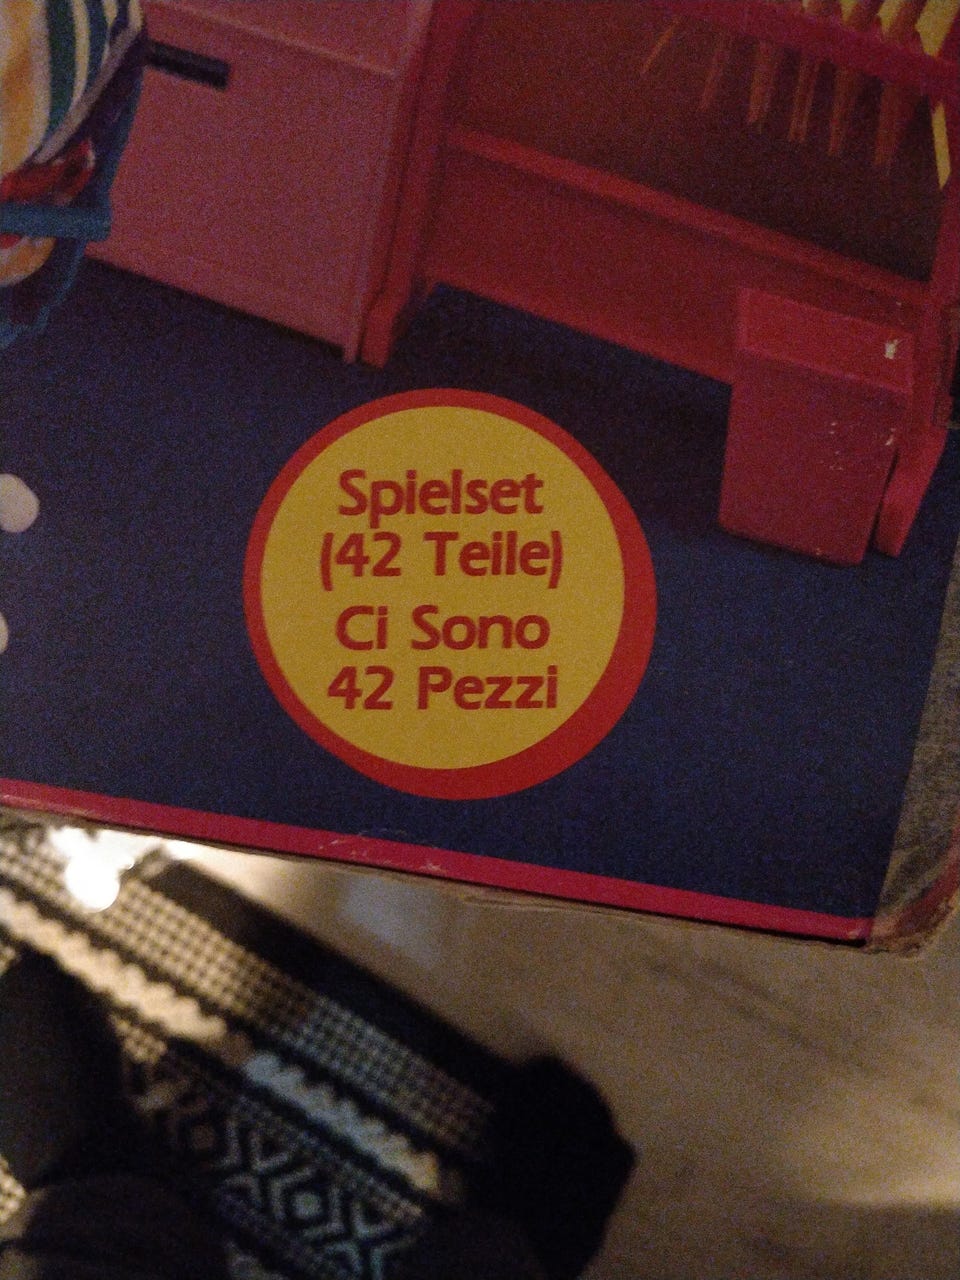 Spielset
(42 Teile)
Ci Sono
42 Pezzi